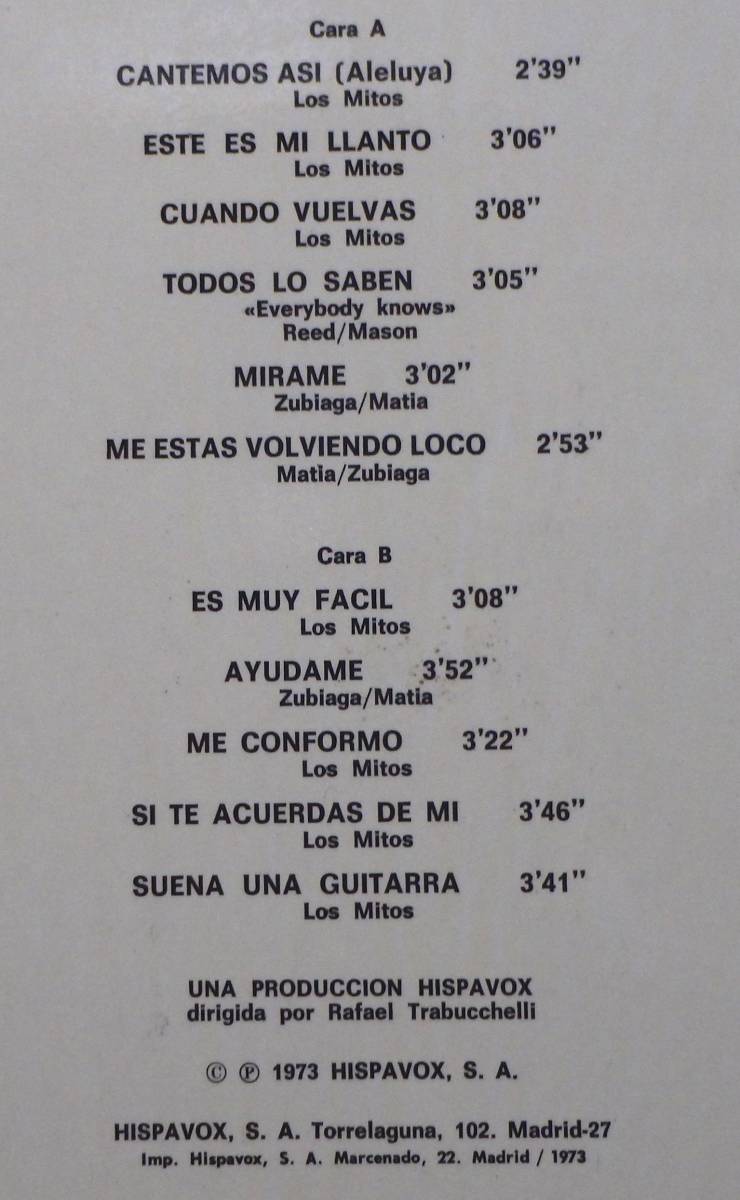 Cara A
CANTEMOS ASI (Aleluya) 2'39"
Los Mitos
ESTE ES MI LLANTO 3'06"
Los Mitos
CUANDO VUELVAS 3'08"
Los Mitos
TODOS LO SABEN 3'05"
«Everybody knows»
Reed/Mason
MIRAME 3'02"
Zubiaga/Matia
ME ESTAS VOLVIENDO LOCO 2'53"
Matia/Zubiaga
Cara B
ES MUY FACIL 3'08"
Los Mitos
AYUDAME 3'52"
Zubiaga/Matia
ME CONFORMO 3'22"
Los Mitos
SI TE ACUERDAS DE MI 3'46"
Los Mitos
SUENA UNA GUITARRA 3'41"
Los Mitos
UNA PRODUCCION HISPAVOX
dirigida por Rafael Trabucchelli
© ℗ 1973 HISPAVOX, S. A.
HISPAVOX, S. A. Torrelaguna, 102. Madrid-27
Imp. Hispavox, S. A. Marcenado, 22. Madrid / 1973